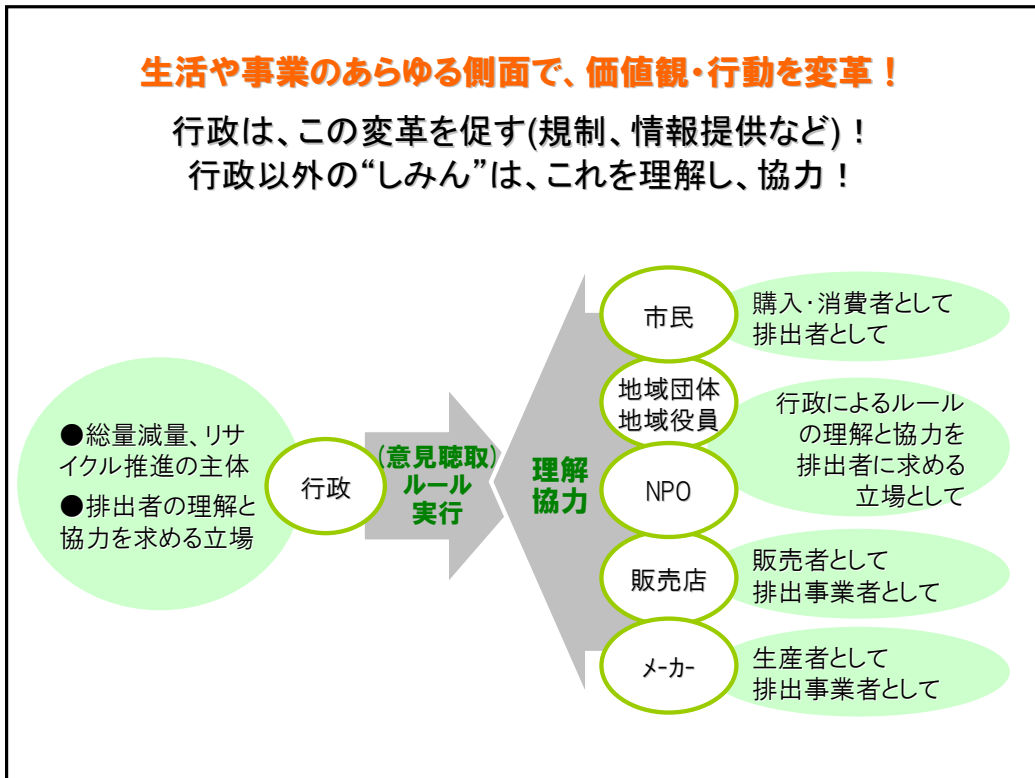 生活や事業のあらゆる側面で、価値観・行動を変革！
行政は、この変革を促す(規制、情報提供など)！
行政以外の“しみん”は、これを理解し、協力！
●総量減量、リサ
イクル推進の主体
●排出者の理解と
協力を求める立場
行政
(意見聴取)
ルール
実行
理解
協力
市民
購入・消費者として
排出者として
地域団体
地域役員
NPO
行政によるルール
の理解と協力を
排出者に求める
立場として
販売店
販売者として
排出事業者として
ﾒｰｶｰ
生産者として
排出事業者として